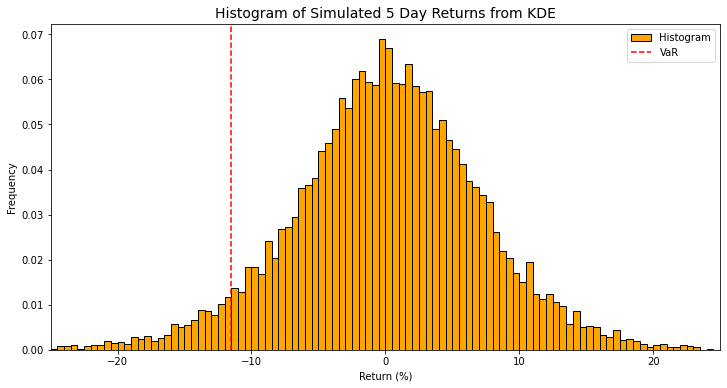 Histogram of Simulated 5 Day Returns from KDE
Histogram
VaR
0.07
0.06
0.05
0.04
0.03
0.02
0.01
0.00
Frequency
−20
−10
0
10
20
Return (%)